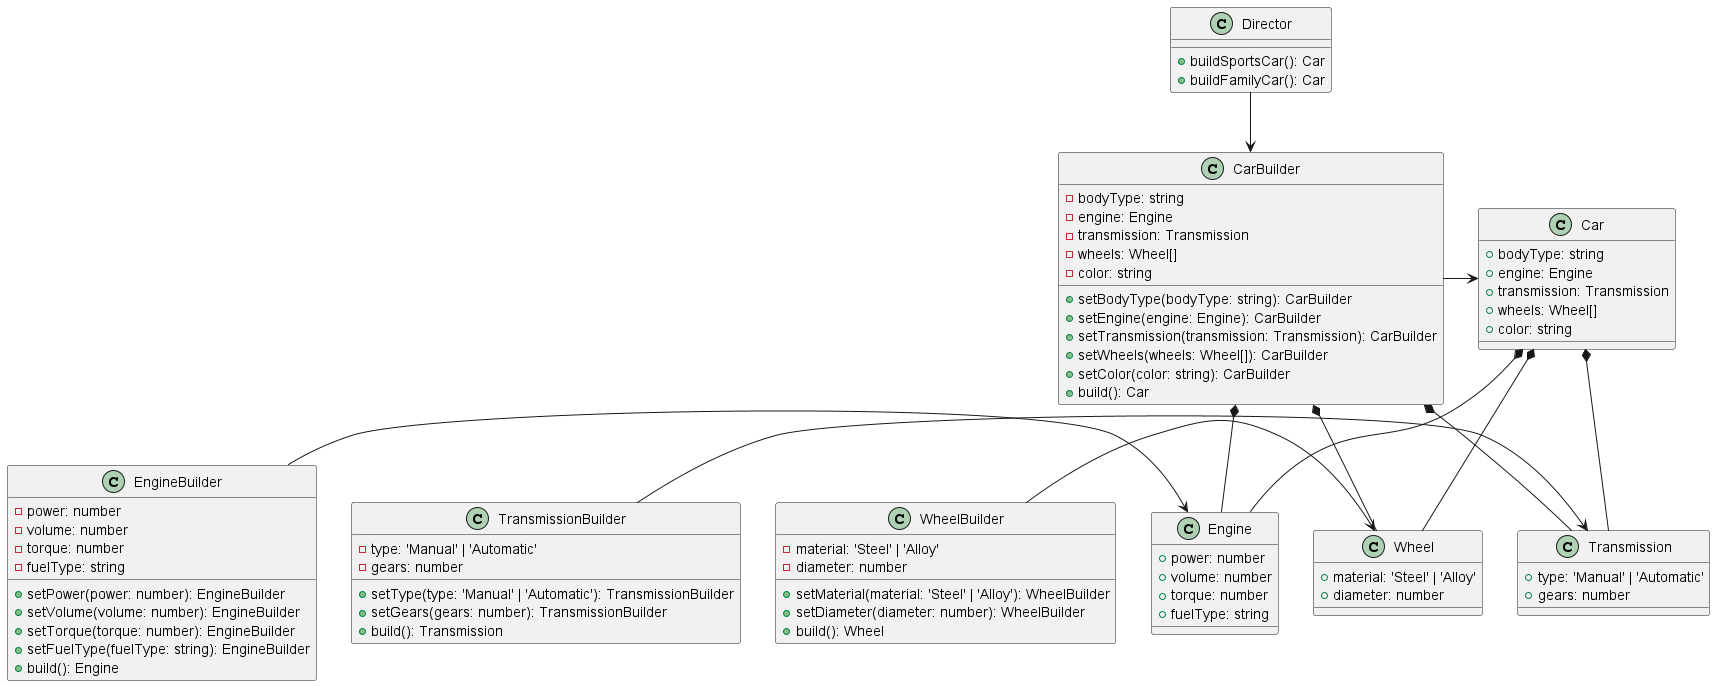 C Director
buildSportsCar(): Car
buildFamilyCar(): Car
C CarBuilder
bodyType: string
engine: Engine
transmission: Transmission
wheels: Wheel[]
color: string
setBodyType(bodyType: string): CarBuilder
setEngine(engine: Engine): CarBuilder
setTransmission(transmission: Transmission): CarBuilder
setWheels(wheels: Wheel[]): CarBuilder
setColor(color: string): CarBuilder
build(): Car
C Car
bodyType: string
engine: Engine
transmission: Transmission
wheels: Wheel[]
color: string
C EngineBuilder
power: number
volume: number
torque: number
fuelType: string
setPower(power: number): EngineBuilder
setVolume(volume: number): EngineBuilder
setTorque(torque: number): EngineBuilder
setFuelType(fuelType: string): EngineBuilder
build(): Engine
C TransmissionBuilder
type: 'Manual' | 'Automatic'
gears: number
setType(type: 'Manual' | 'Automatic'): TransmissionBuilder
setGears(gears: number): TransmissionBuilder
build(): Transmission
C WheelBuilder
material: 'Steel' | 'Alloy'
diameter: number
setMaterial(material: 'Steel' | 'Alloy'): WheelBuilder
setDiameter(diameter: number): WheelBuilder
build(): Wheel
C Engine
power: number
volume: number
torque: number
fuelType: string
C Wheel
material: 'Steel' | 'Alloy'
diameter: number
C Transmission
type: 'Manual' | 'Automatic'
gears: number